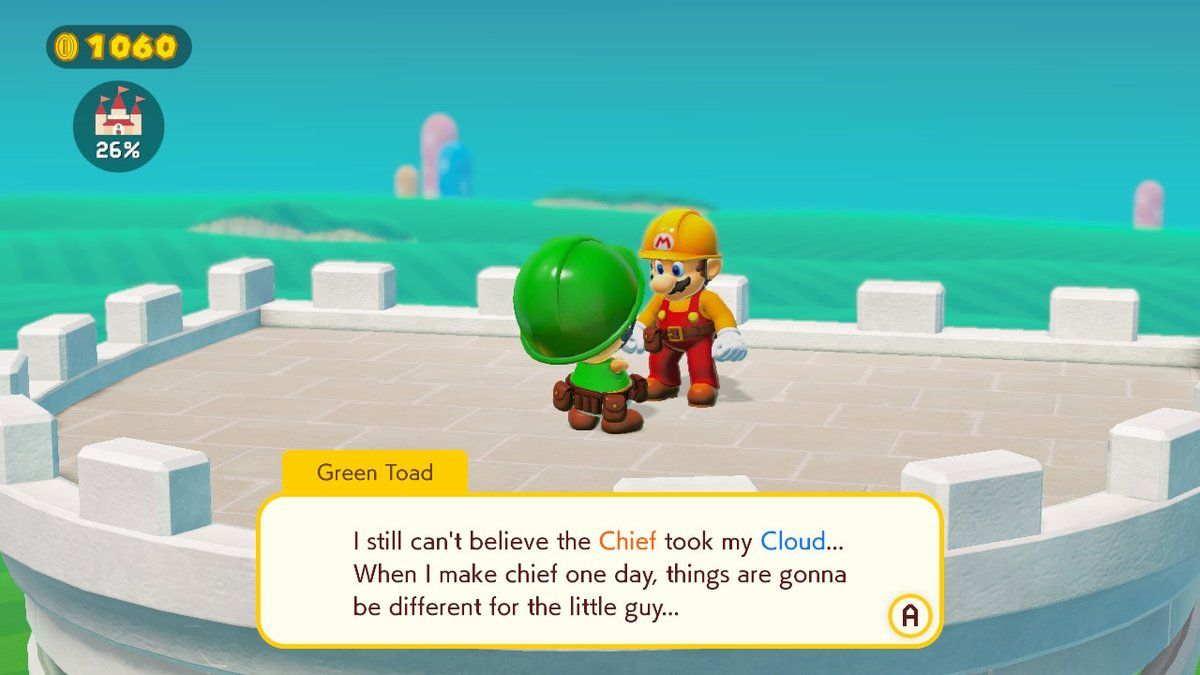 1060
26%
M
Green Toad
I still can't believe the Chief took my Cloud...
When I make chief one day, things are gonna
be different for the little guy...
A